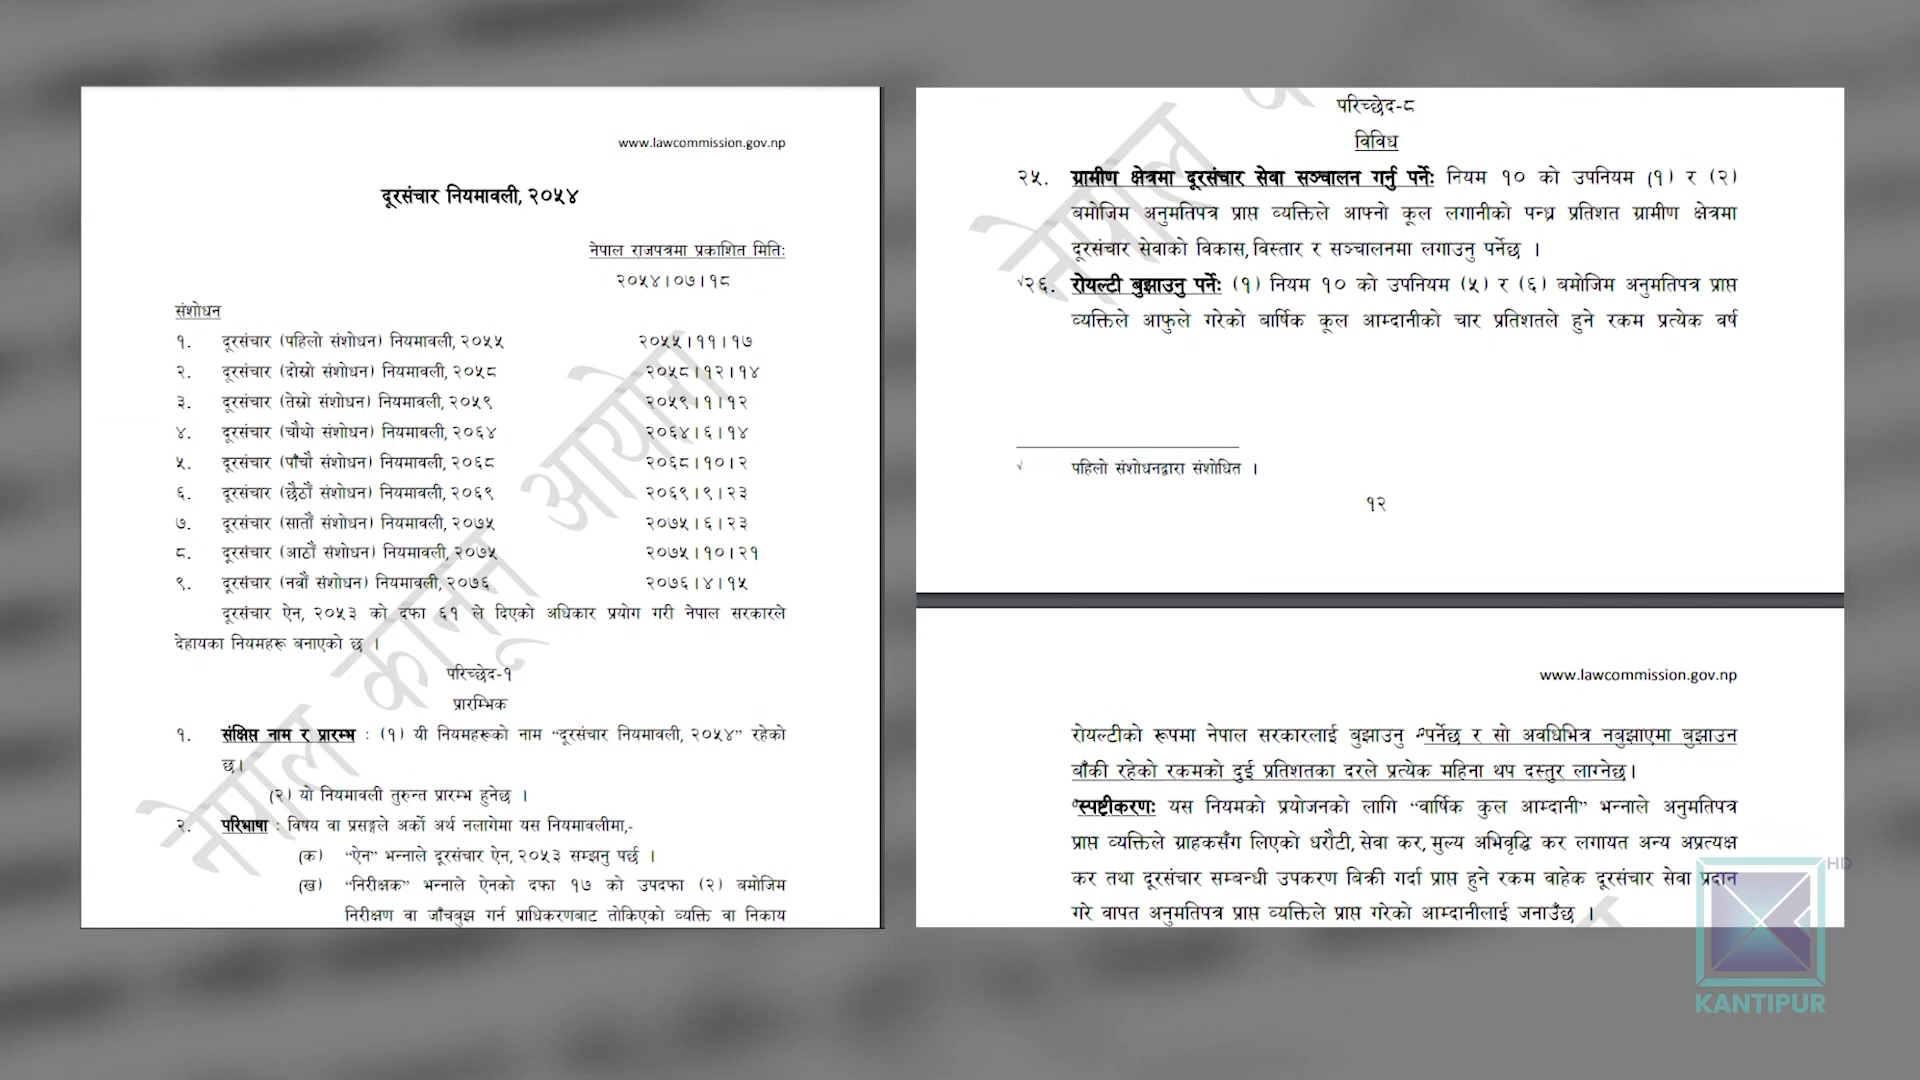 www.lawcommission.gov.np
दूरसंचार नियमावली, २०५४
नेपाल राजपत्रमा प्रकाशित मितिः
२०५४।०७।१८
संशोधन
१. दूरसंचार (पहिलो संशोधन) नियमावली, २०५५ २०५५।११।१७
२. दूरसंचार (दोस्रो संशोधन) नियमावली, २०५८ २०५८।१२।१४
३. दूरसंचार (तेस्रो संशोधन) नियमावली, २०५९ २०५९।१।१२
४. दूरसंचार (चौथो संशोधन) नियमावली, २०६४ २०६४।६।१४
५. दूरसंचार (पाँचौ संशोधन) नियमावली, २०६८ २०६८।१०।२
६. दूरसंचार (छैठौं संशोधन) नियमावली, २०६९ २०६९।९।२३
७. दूरसंचार (सातौं संशोधन) नियमावली, २०७५ २०७५।६।२३
८. दूरसंचार (आठौं संशोधन) नियमावली, २०७५ २०७५।१०।२१
९. दूरसंचार (नवौं संशोधन) नियमावली, २०७६ २०७६।४।१५
दूरसंचार ऐन, २०५३ को दफा ६१ ले दिएको अधिकार प्रयोग गरी नेपाल सरकारले
देहायका नियमहरू बनाएको छ ।
परिच्छेद-१
प्रारम्भिक
१. संक्षिप्त नाम र प्रारम्भ : (१) यी नियमहरूको नाम “दूरसंचार नियमावली, २०५४” रहेको
छ।
(२) यो नियमावली तुरुन्त प्रारम्भ हुनेछ ।
२. परिभाषा : विषय वा प्रसङ्गले अर्को अर्थ नलागेमा यस नियमावलीमा,-
(क) “ऐन” भन्नाले दूरसंचार ऐन, २०५३ सम्झनु पर्छ ।
(ख) “निरीक्षक” भन्नाले ऐनको दफा १७ को उपदफा (२) बमोजिम
निरीक्षण वा जाँचबुझ गर्न प्राधिकरणबाट तोकिएको व्यक्ति वा निकाय
नेपाल कानून आयोग
परिच्छेद-८
विविध
२५. ग्रामीण क्षेत्रमा दूरसंचार सेवा सञ्चालन गर्नु पर्नेः नियम १० को उपनियम (१) र (२)
बमोजिम अनुमतिपत्र प्राप्त व्यक्तिले आफ्नो कूल लगानीको पन्ध्र प्रतिशत ग्रामीण क्षेत्रमा
दूरसंचार सेवाको विकास, विस्तार र सञ्चालनमा लगाउनु पर्नेछ ।
√२६. रोयल्टी बुझाउनु पर्नेः (१) नियम १० को उपनियम (५) र (६) बमोजिम अनुमतिपत्र प्राप्त
व्यक्तिले आफुले गरेको बार्षिक कूल आम्दानीको चार प्रतिशतले हुने रकम प्रत्येक वर्ष
√ पहिलो संशोधनद्वारा संशोधित ।
१२
नेपाल
www.lawcommission.gov.np
रोयल्टीको रूपमा नेपाल सरकारलाई बुझाउनु पर्नेछ र सो अवधिभित्र नबुझाएमा बुझाउन
बाँकी रहेको रकमको दुई प्रतिशतका दरले प्रत्येक महिना थप दस्तुर लाग्नेछ।
स्पष्टीकरणः यस नियमको प्रयोजनको लागि “वार्षिक कुल आम्दानी” भन्नाले अनुमतिपत्र
प्राप्त व्यक्तिले ग्राहकसँग लिएको धरौटी, सेवा कर, मुल्य अभिवृद्धि कर लगायत अन्य अप्रत्यक्ष
कर तथा दूरसंचार सम्बन्धी उपकरण बिक्री गर्दा प्राप्त हुने रकम वाहेक दूरसंचार सेवा प्रदान
गरे वापत अनुमतिपत्र प्राप्त व्यक्तिले प्राप्त गरेको आम्दानीलाई जनाउँछ ।
HD
KANTIPUR